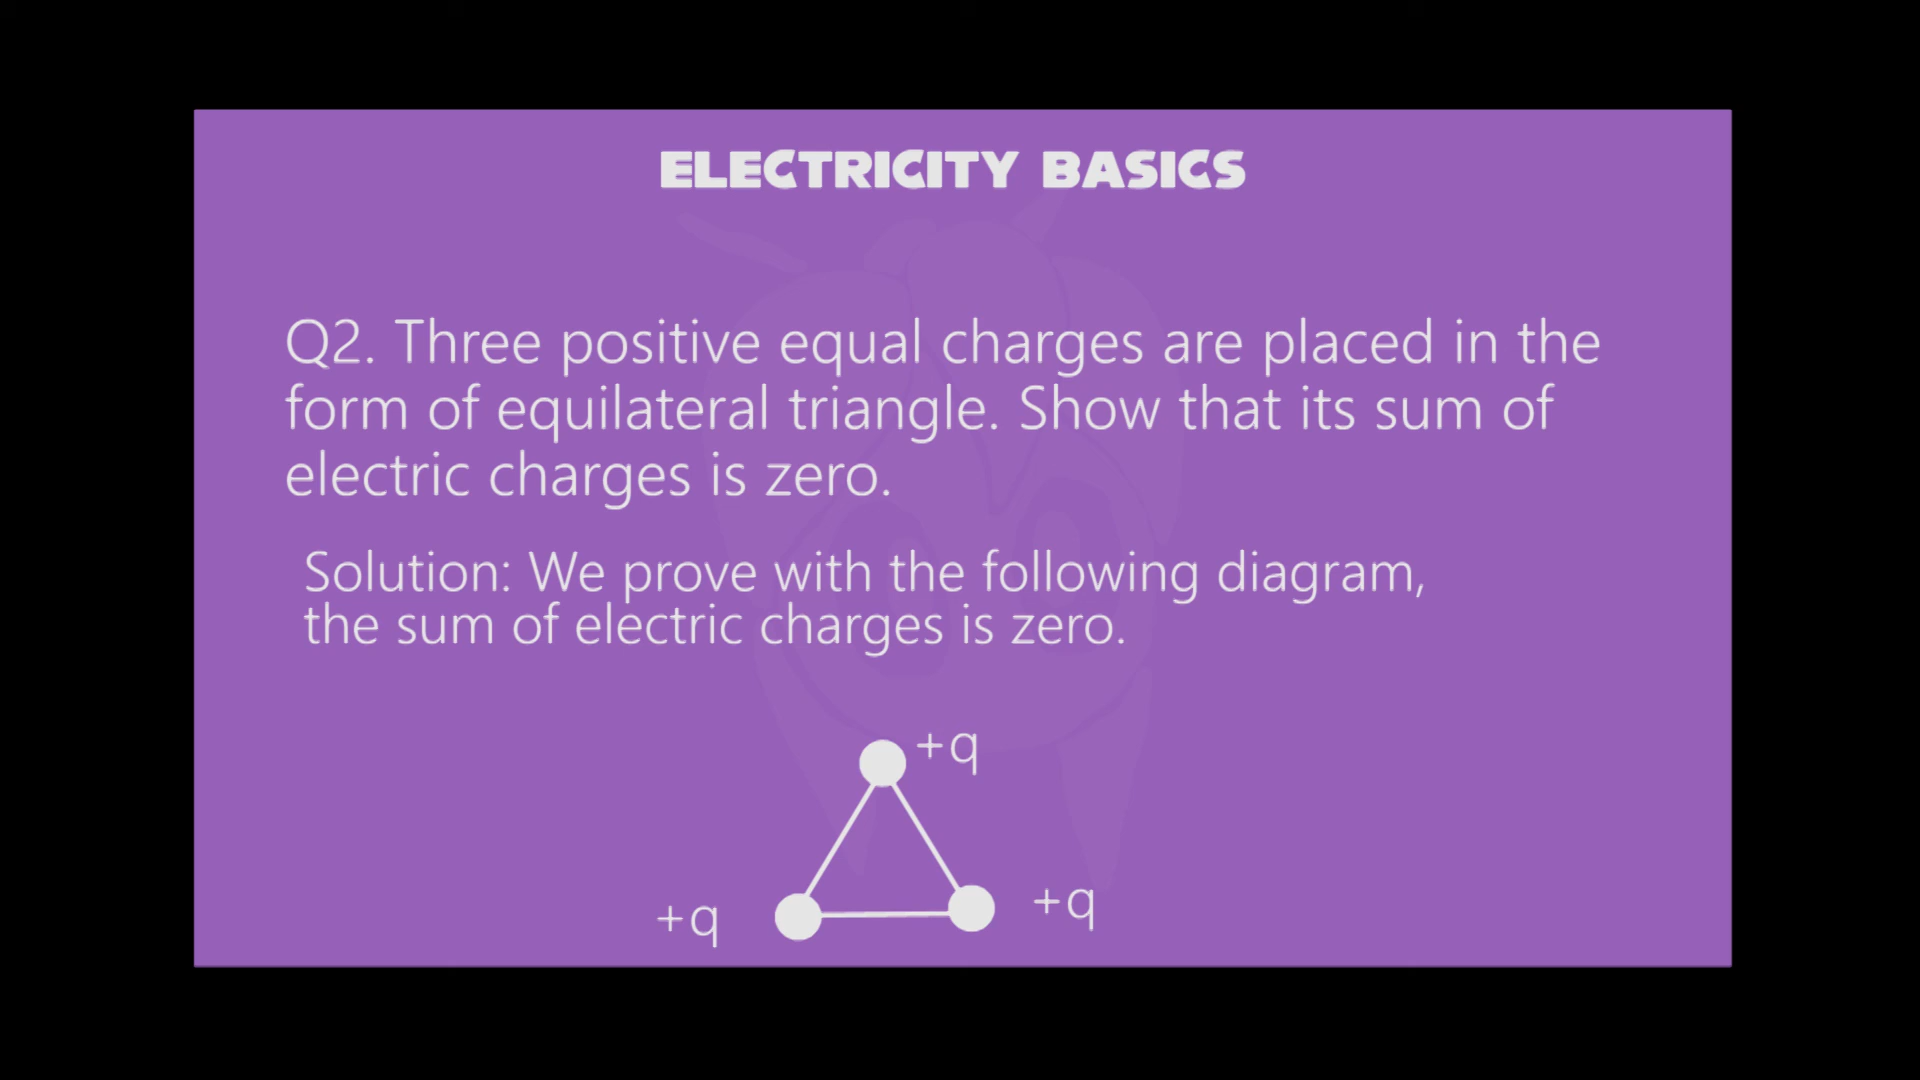 ELECTRICITY BASICS
Q2. Three positive equal charges are placed in the
form of equilateral triangle. Show that its sum of
electric charges is zero.
Solution: We prove with the following diagram,
the sum of electric charges is zero.
+q
+q
+q